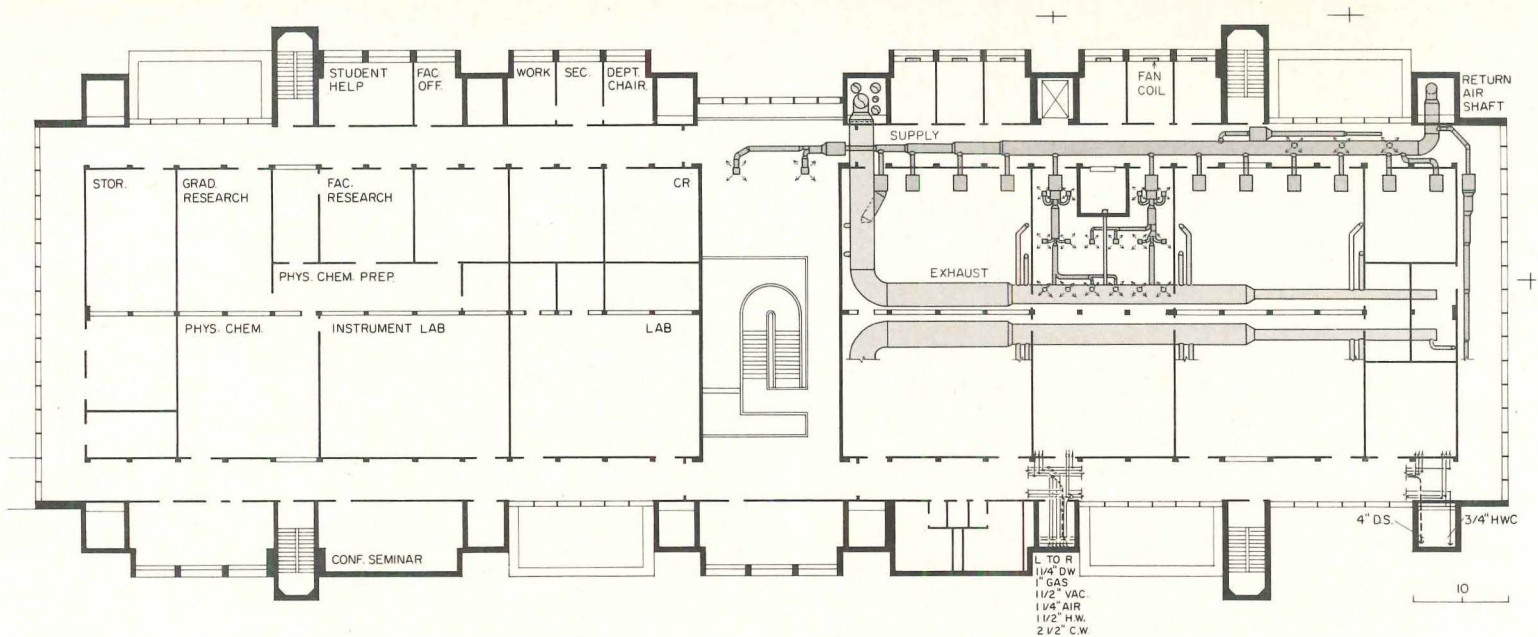 STUDENT
HELP
FAC.
OFF.
WORK
SEC.
DEPT.
CHAIR.
FAN
COIL
RETURN
AIR
SHAFT
SUPPLY
STOR.
GRAD.
RESEARCH
FAC.
RESEARCH
CR
PHYS. CHEM. PREP.
EXHAUST
PHYS. CHEM.
INSTRUMENT LAB
LAB
CONF. SEMINAR
4" D.S.
3/4" HWC
L TO R
1 1/4" DW
1" GAS
1 1/2" VAC.
1 1/4" AIR
1 1/2" H.W.
2 1/2" C.W.
10